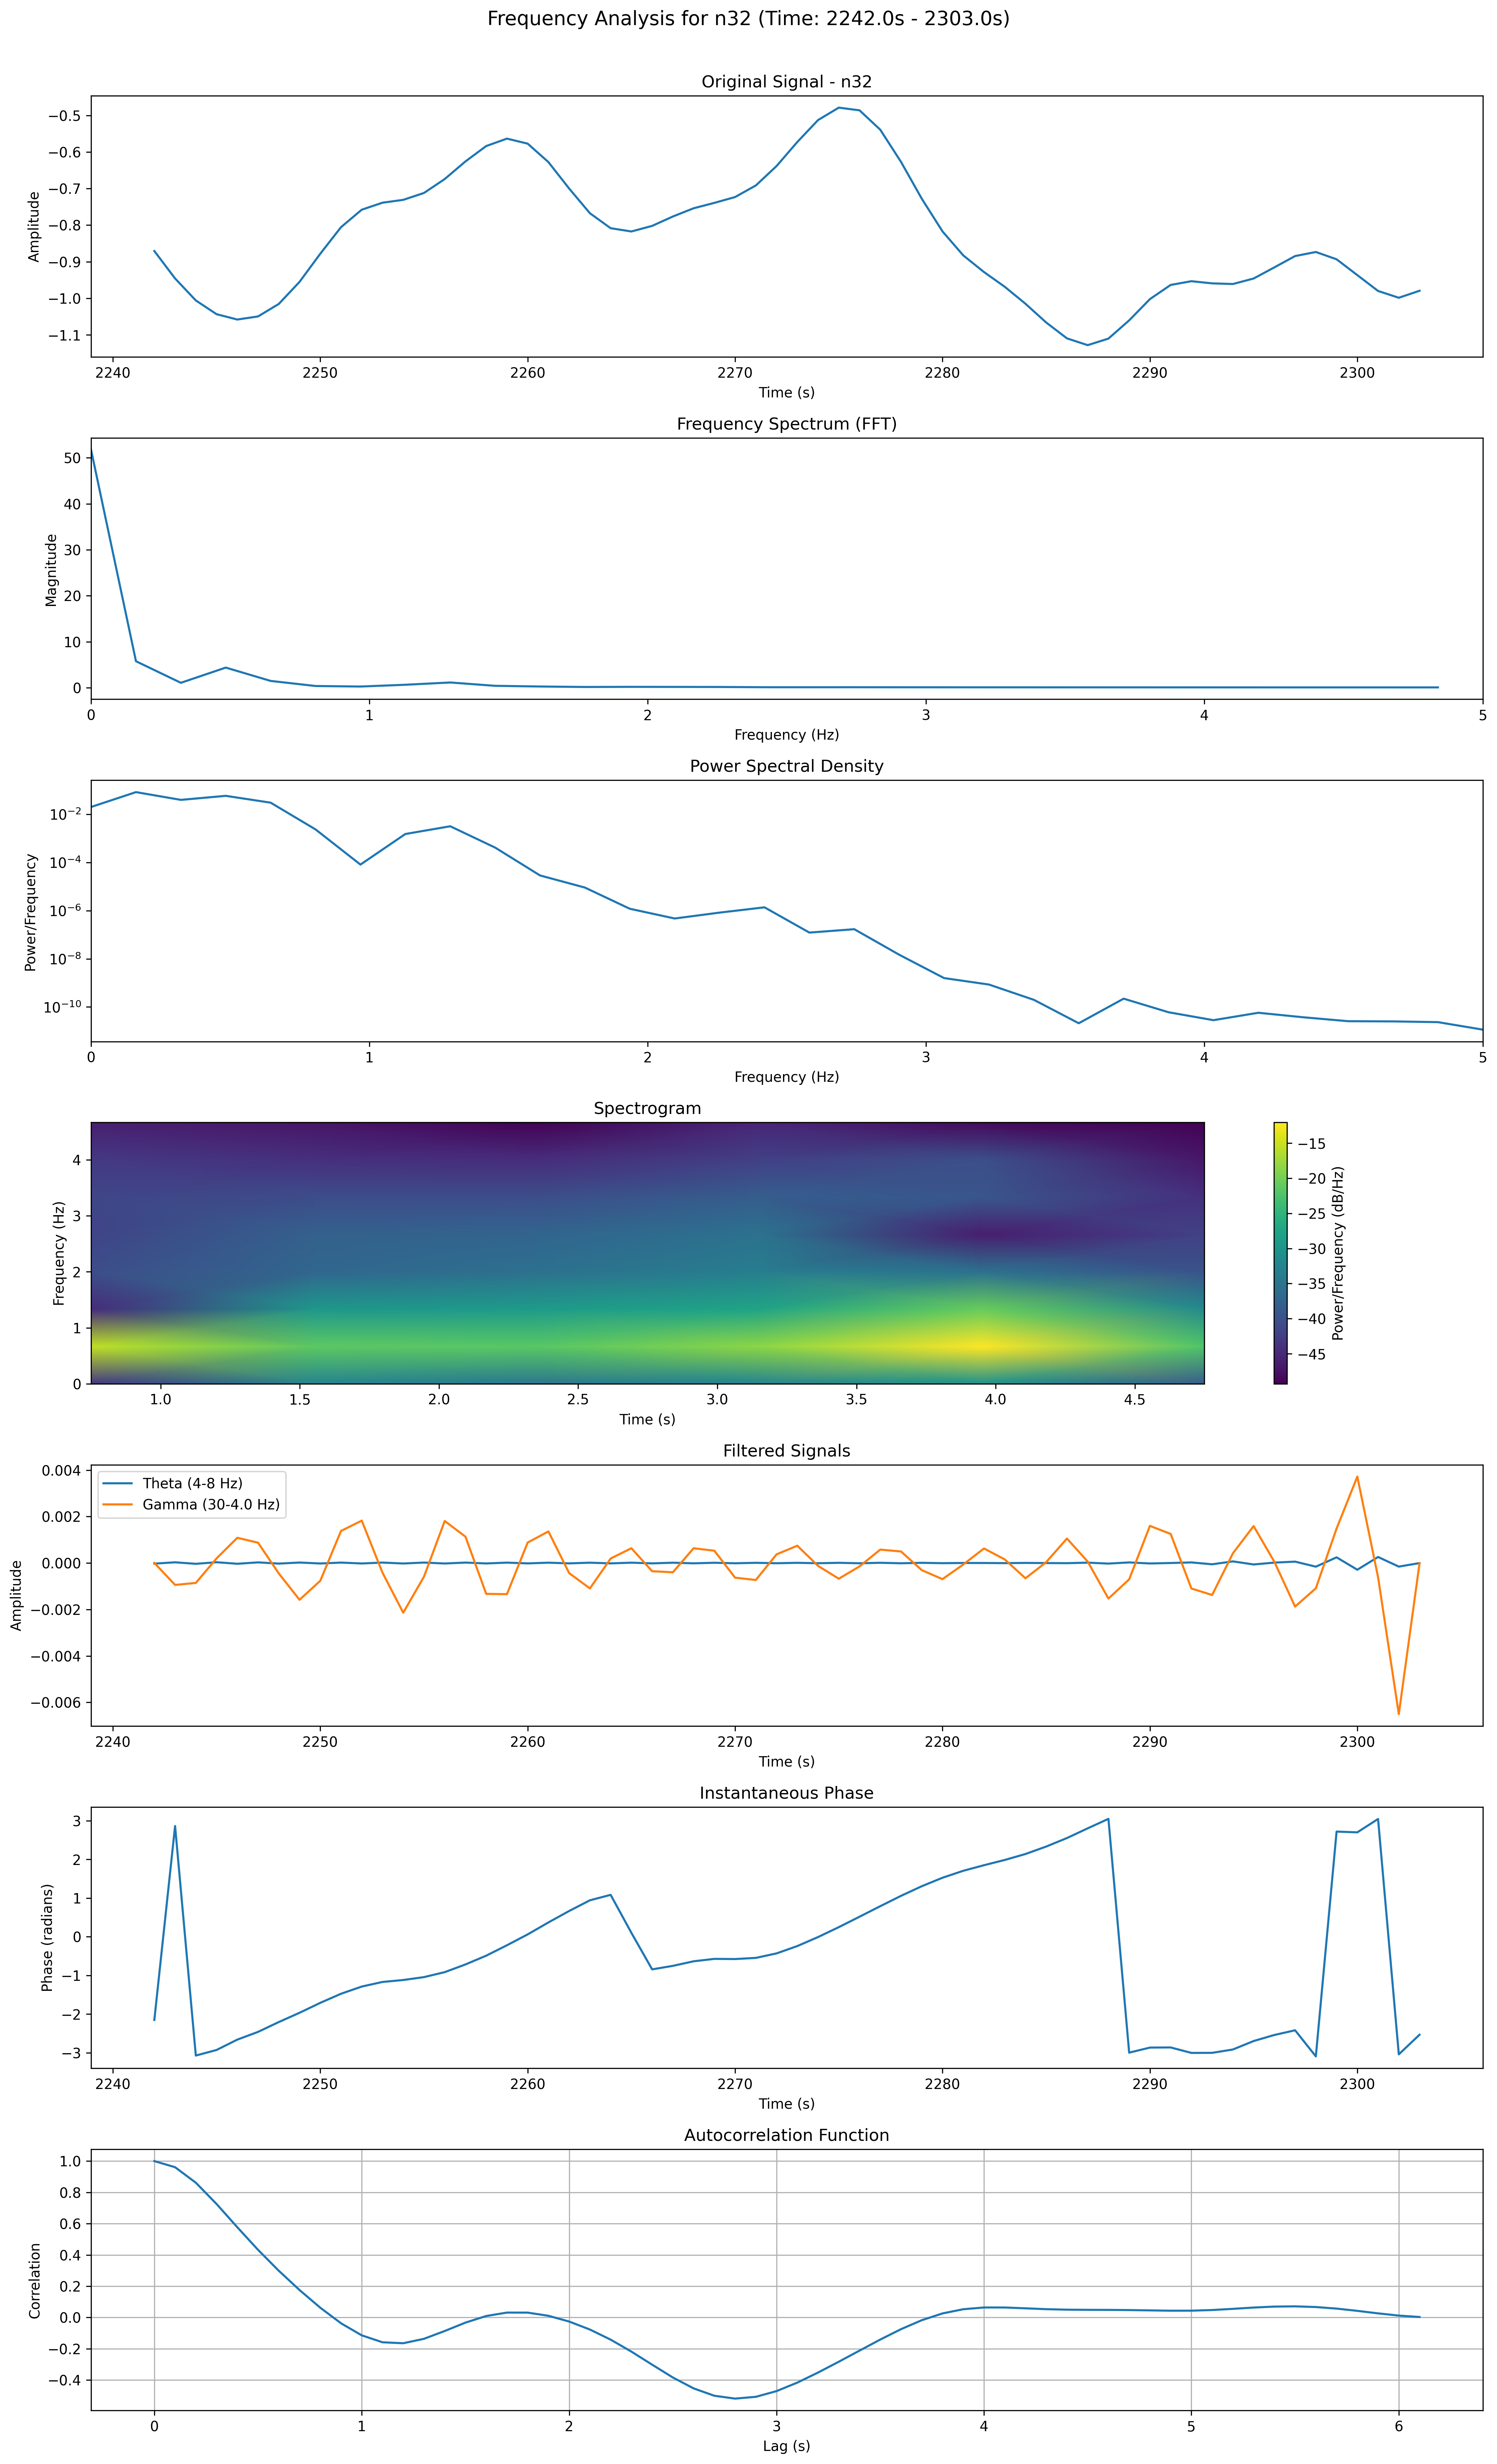 Frequency Analysis for n32 (Time: 2242.0s - 2303.0s)
Original Signal - n32
Amplitude
−0.5
−0.6
−0.7
−0.8
−0.9
−1.0
−1.1
2240 2250 2260 2270 2280 2290 2300
Time (s)
Frequency Spectrum (FFT)
Magnitude
50
40
30
20
10
0
0 1 2 3 4 5
Frequency (Hz)
Power Spectral Density
Power/Frequency
10⁻²
10⁻⁴
10⁻⁶
10⁻⁸
10⁻¹⁰
0 1 2 3 4 5
Frequency (Hz)
Spectrogram
Frequency (Hz)
4
3
2
1
0
1.0 1.5 2.0 2.5 3.0 3.5 4.0 4.5
Time (s)
−15
−20
−25
−30
−35
−40
−45
Power/Frequency (dB/Hz)
Filtered Signals
Amplitude
0.004
0.002
0.000
−0.002
−0.004
−0.006
Theta (4-8 Hz)
Gamma (30-4.0 Hz)
2240 2250 2260 2270 2280 2290 2300
Time (s)
Instantaneous Phase
Phase (radians)
3
2
1
0
−1
−2
−3
2240 2250 2260 2270 2280 2290 2300
Time (s)
Autocorrelation Function
Correlation
1.0
0.8
0.6
0.4
0.2
0.0
−0.2
−0.4
0 1 2 3 4 5 6
Lag (s)